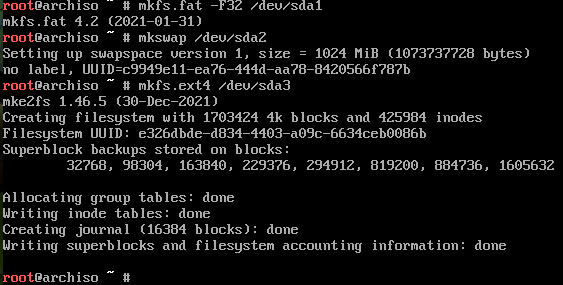 root@archiso ~ # mkfs.fat -F32 /dev/sda1
mkfs.fat 4.2 (2021-01-31)
root@archiso ~ # mkswap /dev/sda2
Setting up swapspace version 1, size = 1024 MiB (1073737728 bytes)
no label, UUID=c9949e11-ea76-444d-aa78-8420566f787b
root@archiso ~ # mkfs.ext4 /dev/sda3
mke2fs 1.46.5 (30-Dec-2021)
Creating filesystem with 1703424 4k blocks and 425984 inodes
Filesystem UUID: e326dbde-d834-4403-a09c-6634ceb0086b
Superblock backups stored on blocks:
32768, 98304, 163840, 229376, 294912, 819200, 884736, 1605632
Allocating group tables: done
Writing inode tables: done
Creating journal (16384 blocks): done
Writing superblocks and filesystem accounting information: done
root@archiso ~ #